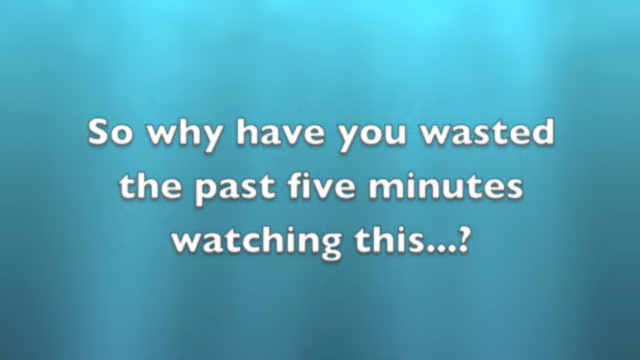 So why have you wasted
the past five minutes
watching this...?